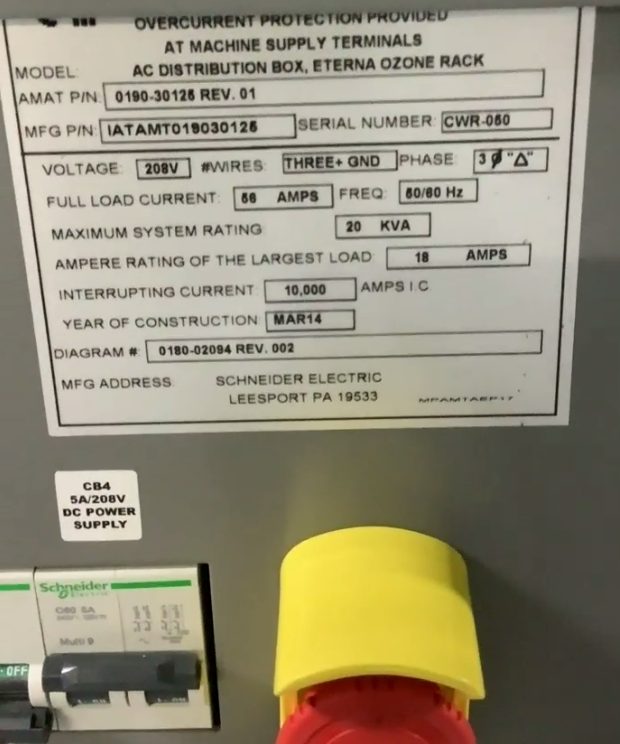 OVERCURRENT PROTECTION PROVIDED
AT MACHINE SUPPLY TERMINALS
MODEL: AC DISTRIBUTION BOX, ETERNA OZONE RACK
AMAT P/N: 0190-30125 REV. 01
MFG P/N: IATAMT019030125 SERIAL NUMBER: CWR-050
VOLTAGE: 208V #WIRES: THREE+ GND PHASE: 3 Ø "Δ"
FULL LOAD CURRENT: 56 AMPS FREQ: 50/60 Hz
MAXIMUM SYSTEM RATING 20 KVA
AMPERE RATING OF THE LARGEST LOAD: 18 AMPS
INTERRUPTING CURRENT: 10,000 AMPS I.C
YEAR OF CONSTRUCTION: MAR14
DIAGRAM # 0180-02094 REV. 002
MFG ADDRESS SCHNEIDER ELECTRIC
LEESPORT PA 19533
CB4
5A/208V
DC POWER
SUPPLY
Schneider
Electric
C60 5A
Multi 9
OFF